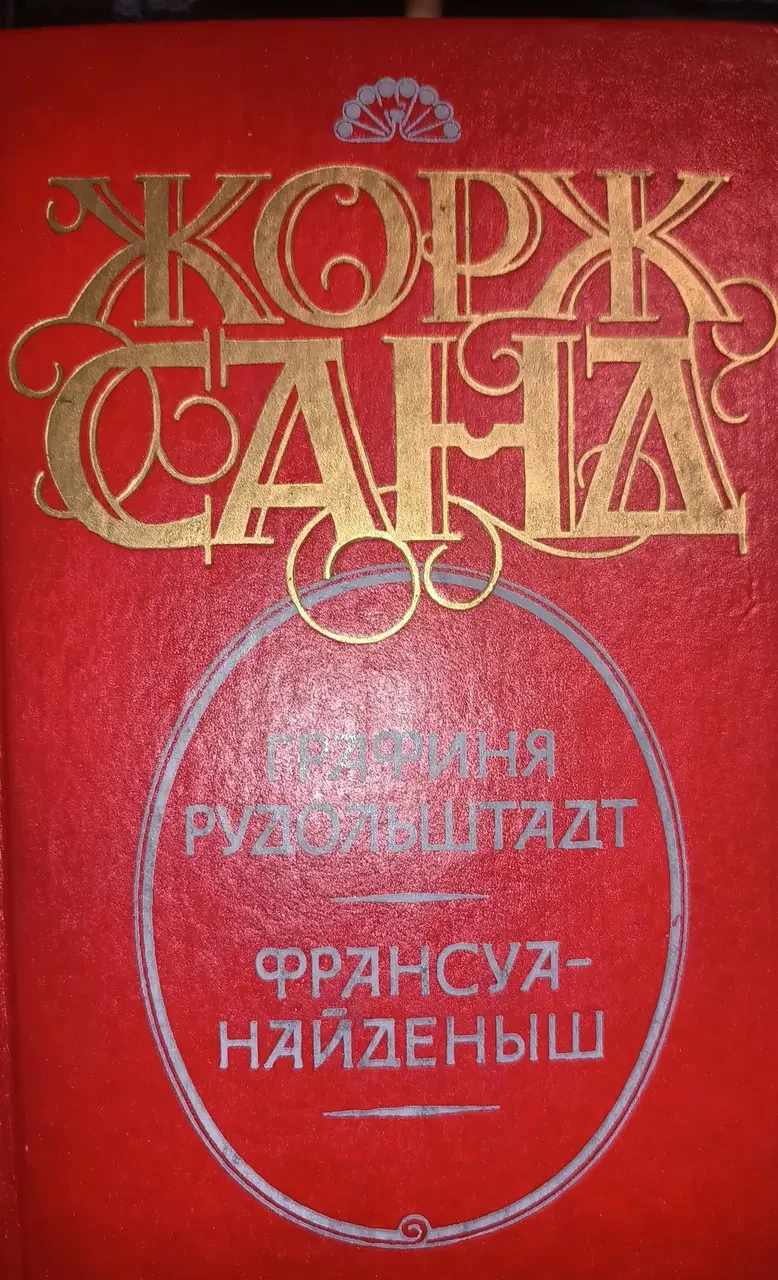 ЖОРЖ
САНД
ГРАФИНЯ
РУДОЛЬШТАДТ
ФРАНСУА-
НАЙДЕНЫШ